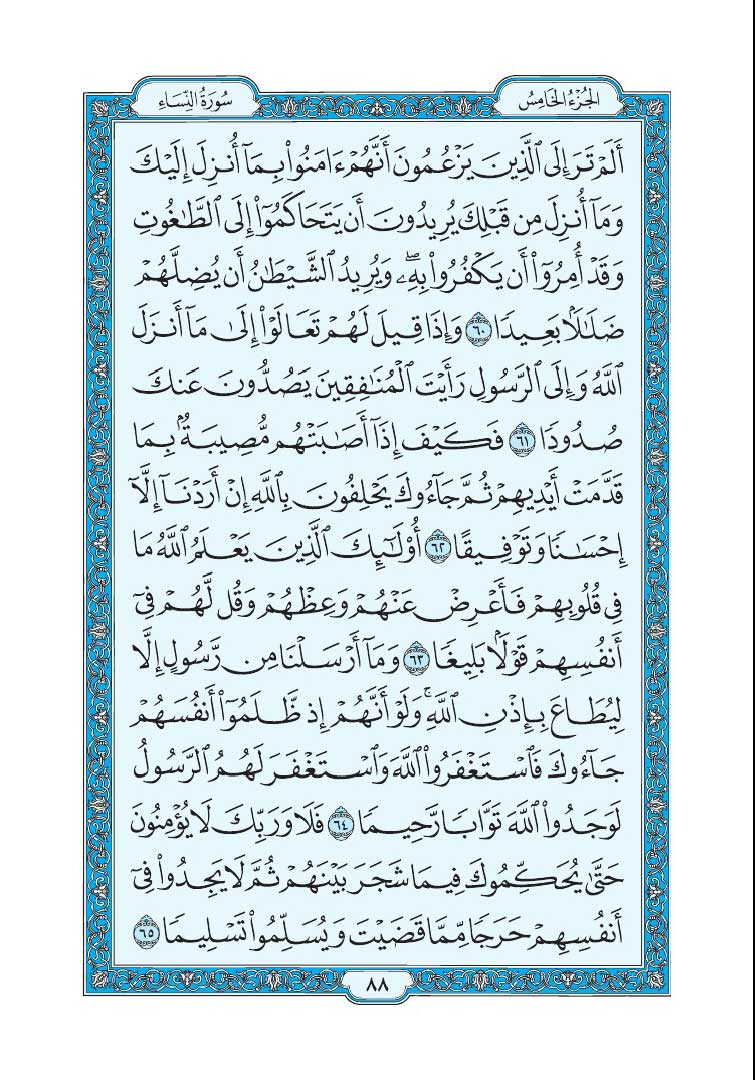 الجُزْءُ الخَامِسُ
سُورَةُ النِّسَاءِ
أَلَمْ تَرَ إِلَى ٱلَّذِينَ يَزْعُمُونَ أَنَّهُمْ ءَامَنُوا۟ بِمَآ أُنزِلَ إِلَيْكَ
وَمَآ أُنزِلَ مِن قَبْلِكَ يُرِيدُونَ أَن يَتَحَاكَمُوٓا۟ إِلَى ٱلطَّـٰغُوتِ
وَقَدْ أُمِرُوٓا۟ أَن يَكْفُرُوا۟ بِهِۦۖ وَيُرِيدُ ٱلشَّيْطَـٰنُ أَن يُضِلَّهُمْ
ضَلَـٰلًۢا بَعِيدًا ٦٠ وَإِذَا قِيلَ لَهُمْ تَعَالَوْا۟ إِلَىٰ مَآ أَنزَلَ
ٱللَّهُ وَإِلَى ٱلرَّسُولِ رَأَيْتَ ٱلْمُنَـٰفِقِينَ يَصُدُّونَ عَنكَ
صُدُودًا ٦١ فَكَيْفَ إِذَآ أَصَـٰبَتْهُم مُّصِيبَةٌۢ بِمَا
قَدَّمَتْ أَيْدِيهِمْ ثُمَّ جَآءُوكَ يَحْلِفُونَ بِٱللَّهِ إِنْ أَرَدْنَآ إِلَّآ
إِحْسَـٰنًا وَتَوْفِيقًا ٦٢ أُو۟لَـٰٓئِكَ ٱلَّذِينَ يَعْلَمُ ٱللَّهُ مَا
فِى قُلُوبِهِمْ فَأَعْرِضْ عَنْهُمْ وَعِظْهُمْ وَقُل لَّهُمْ فِىٓ
أَنفُسِهِمْ قَوْلًۢا بَلِيغًا ٦٣ وَمَآ أَرْسَلْنَا مِن رَّسُولٍ إِلَّا
لِيُطَاعَ بِإِذْنِ ٱللَّهِۚ وَلَوْ أَنَّهُمْ إِذ ظَّلَمُوٓا۟ أَنفُسَهُمْ
جَآءُوكَ فَٱسْتَغْفَرُوا۟ ٱللَّهَ وَٱسْتَغْفَرَ لَهُمُ ٱلرَّسُولُ
لَوَجَدُوا۟ ٱللَّهَ تَوَّابًا رَّحِيمًا ٦٤ فَلَا وَرَبِّكَ لَا يُؤْمِنُونَ
حَتَّىٰ يُحَكِّمُوكَ فِيمَا شَجَرَ بَيْنَهُمْ ثُمَّ لَا يَجِدُوا۟ فِىٓ
أَنفُسِهِمْ حَرَجًا مِّمَّا قَضَيْتَ وَيُسَلِّمُوا۟ تَسْلِيمًا ٦٥
٨٨